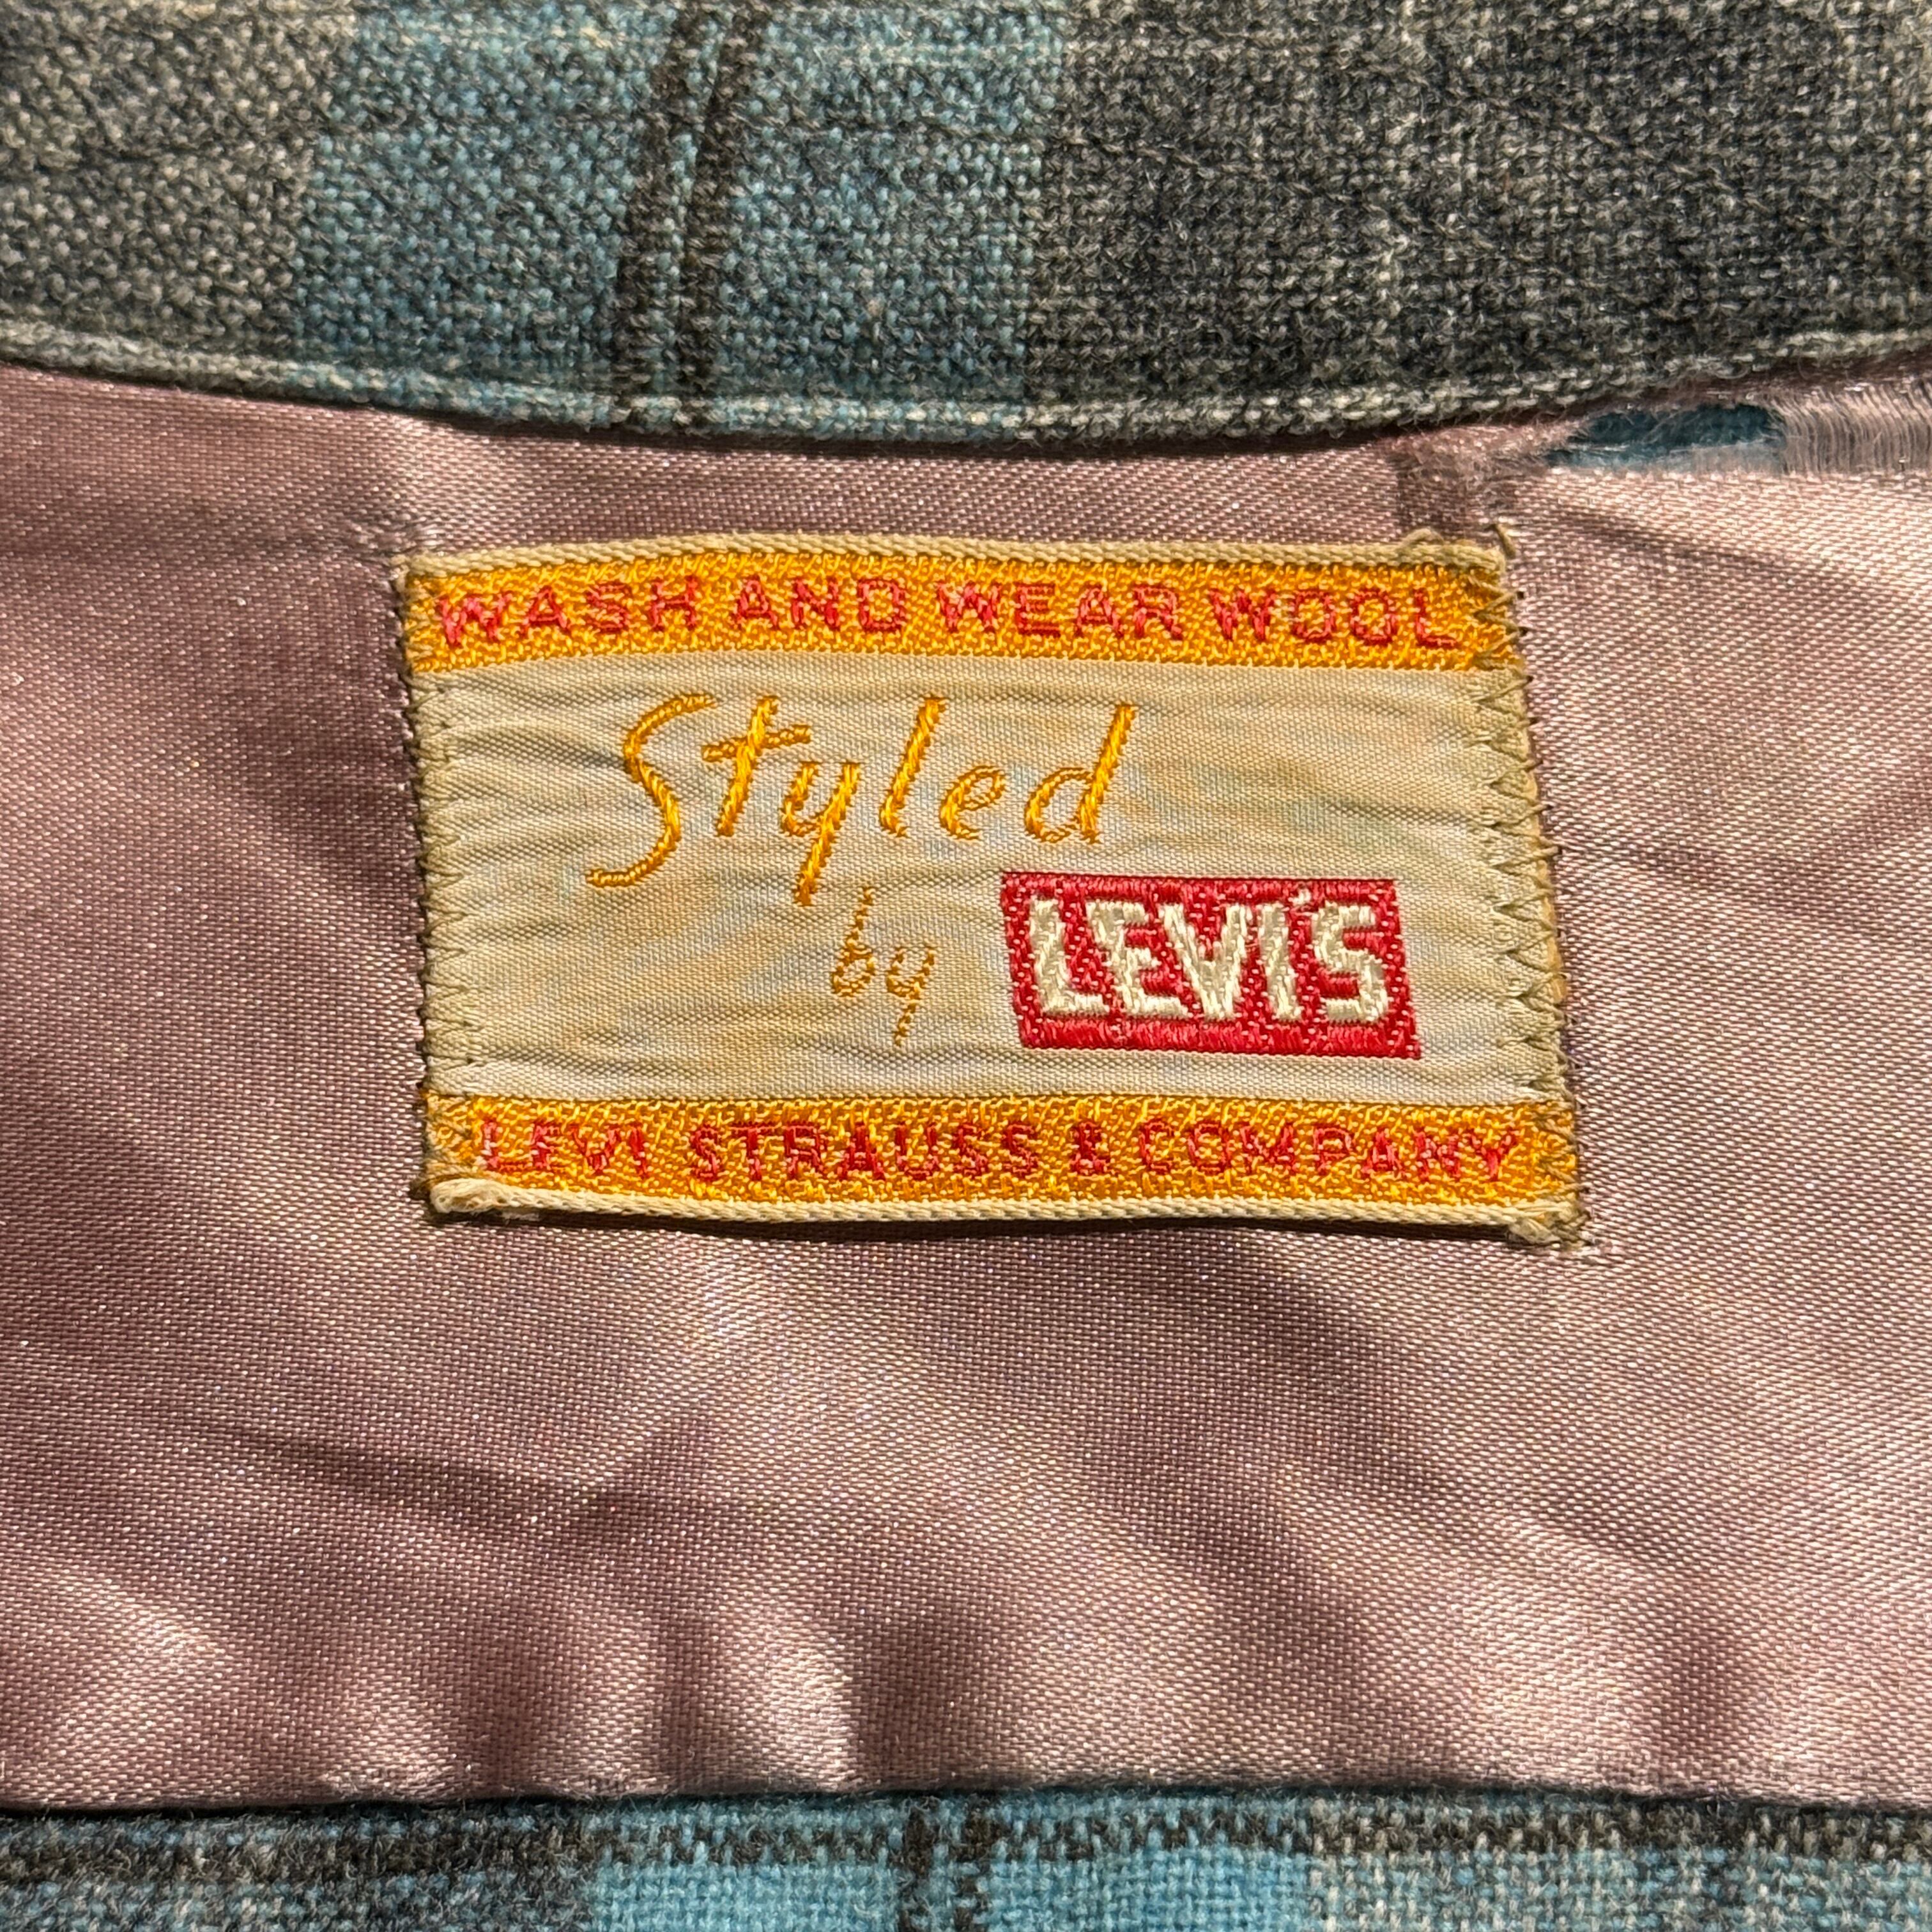 WASH AND WEAR WOOL
Styled
by LEVI'S
LEVI STRAUSS & COMPANY